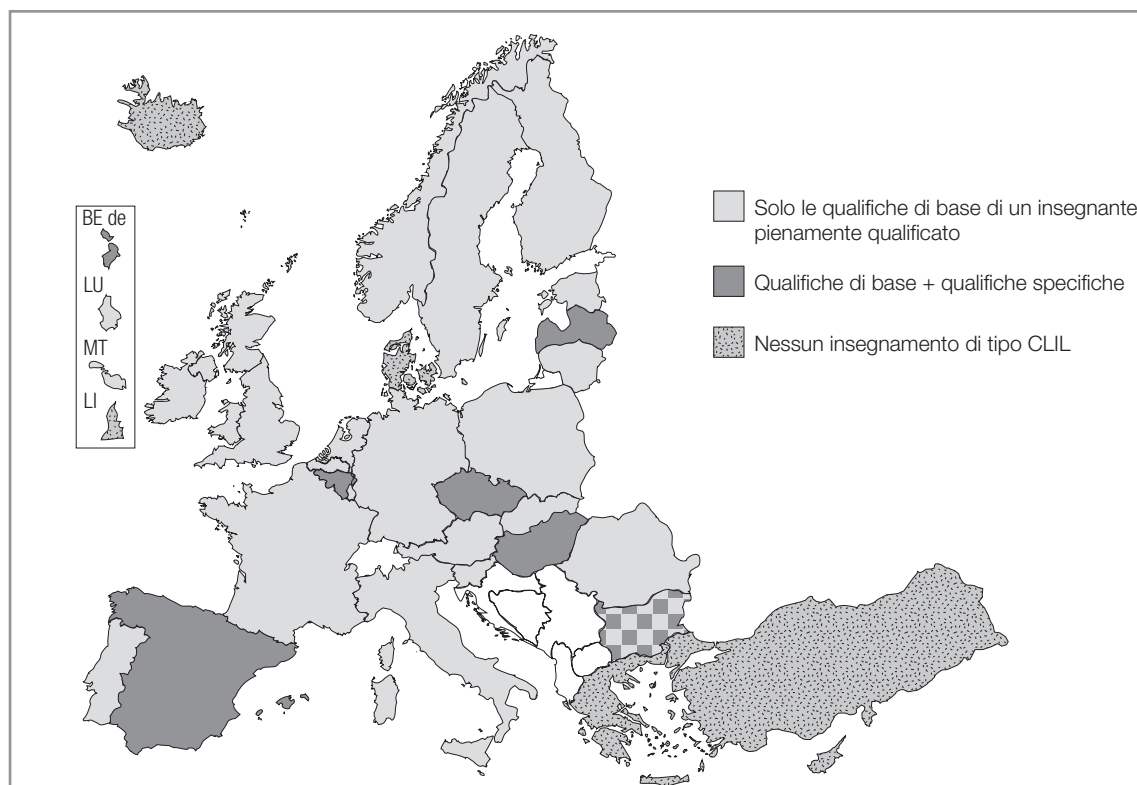 BE de
LU
MT
LI
Solo le qualifiche di base di un insegnante
pienamente qualificato
Qualifiche di base + qualifiche specifiche
Nessun insegnamento di tipo CLIL